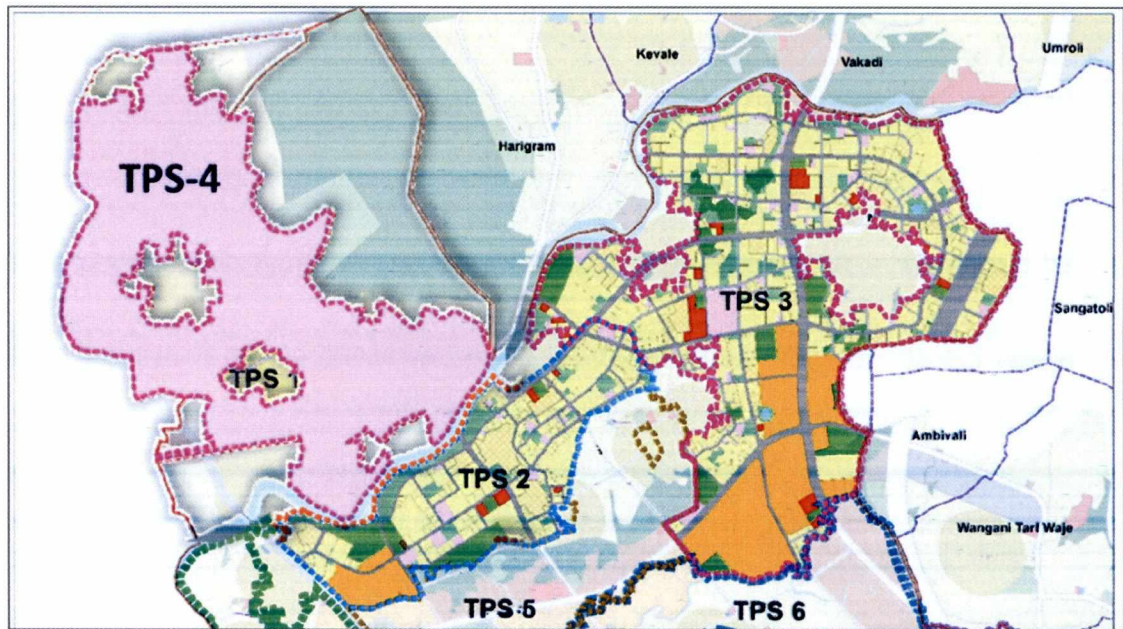 Kevale
Umroli
Vakadi
Harigram
TPS-4
TPS 3
Sangatoli
TPS 1
Ambivali
TPS 2
Wangani Tarf Waje
TPS 5
TPS 6